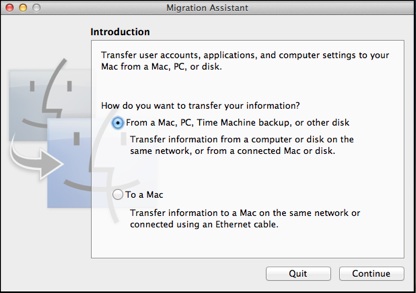 Migration Assistant
Introduction
Transfer user accounts, applications, and computer settings to your
Mac from a Mac, PC, or disk.
How do you want to transfer your information?
From a Mac, PC, Time Machine backup, or other disk
Transfer information from a computer or disk on the
same network, or from a connected Mac or disk.
To a Mac
Transfer information to a Mac on the same network or
connected using an Ethernet cable.
Quit
Continue